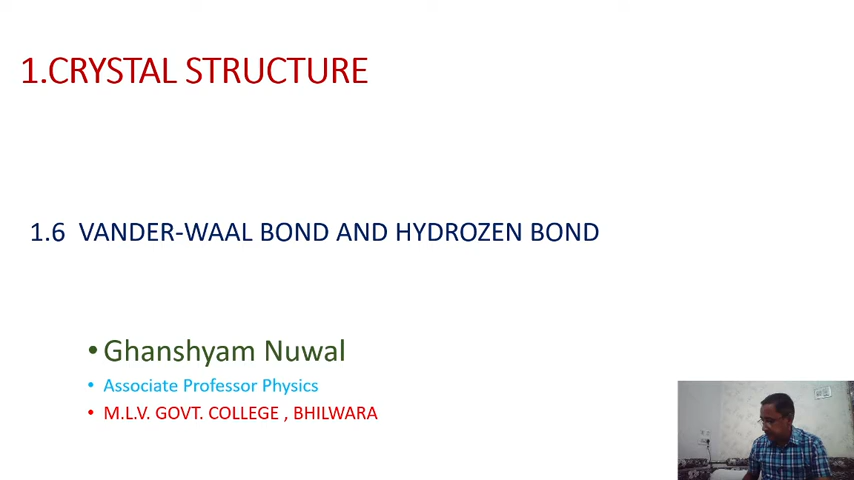 1.CRYSTAL STRUCTURE
1.6 VANDER-WAAL BOND AND HYDROZEN BOND
• Ghanshyam Nuwal
• Associate Professor Physics
• M.L.V. GOVT. COLLEGE , BHILWARA